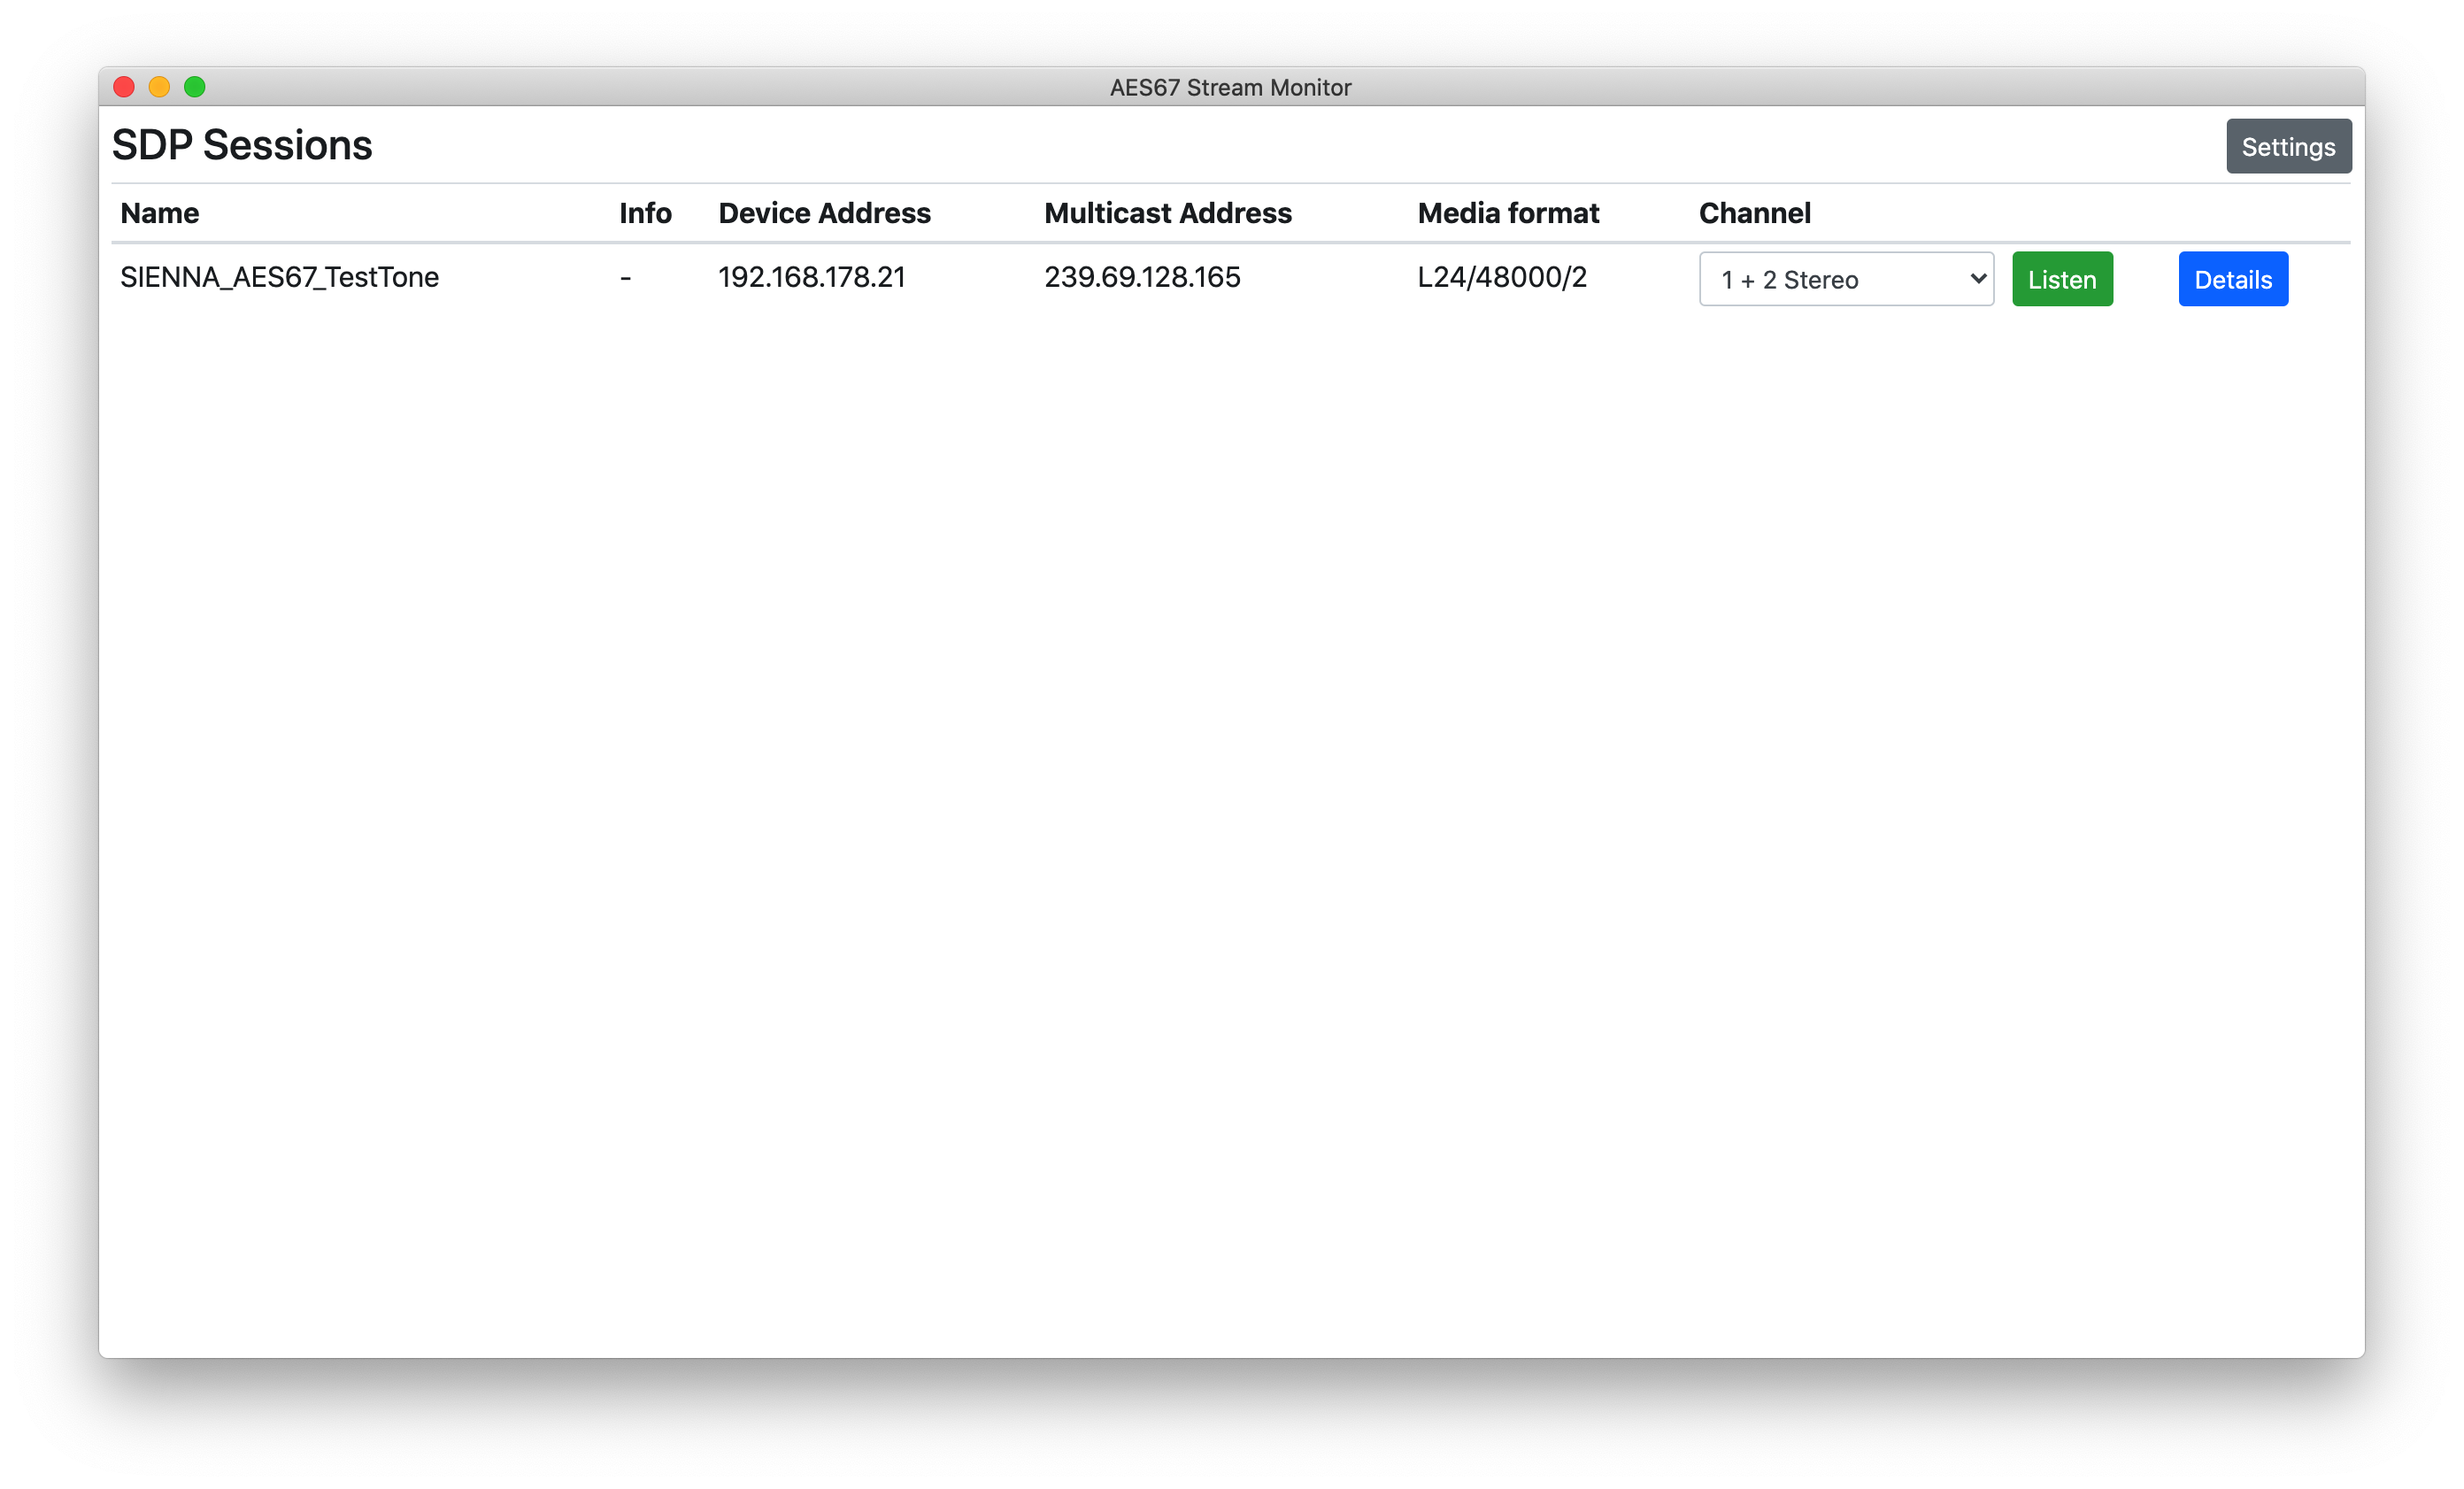 AES67 Stream Monitor
SDP Sessions
Settings
Name Info Device Address Multicast Address Media format Channel
SIENNA_AES67_TestTone - 192.168.178.21 239.69.128.165 L24/48000/2 1 + 2 Stereo Listen Details